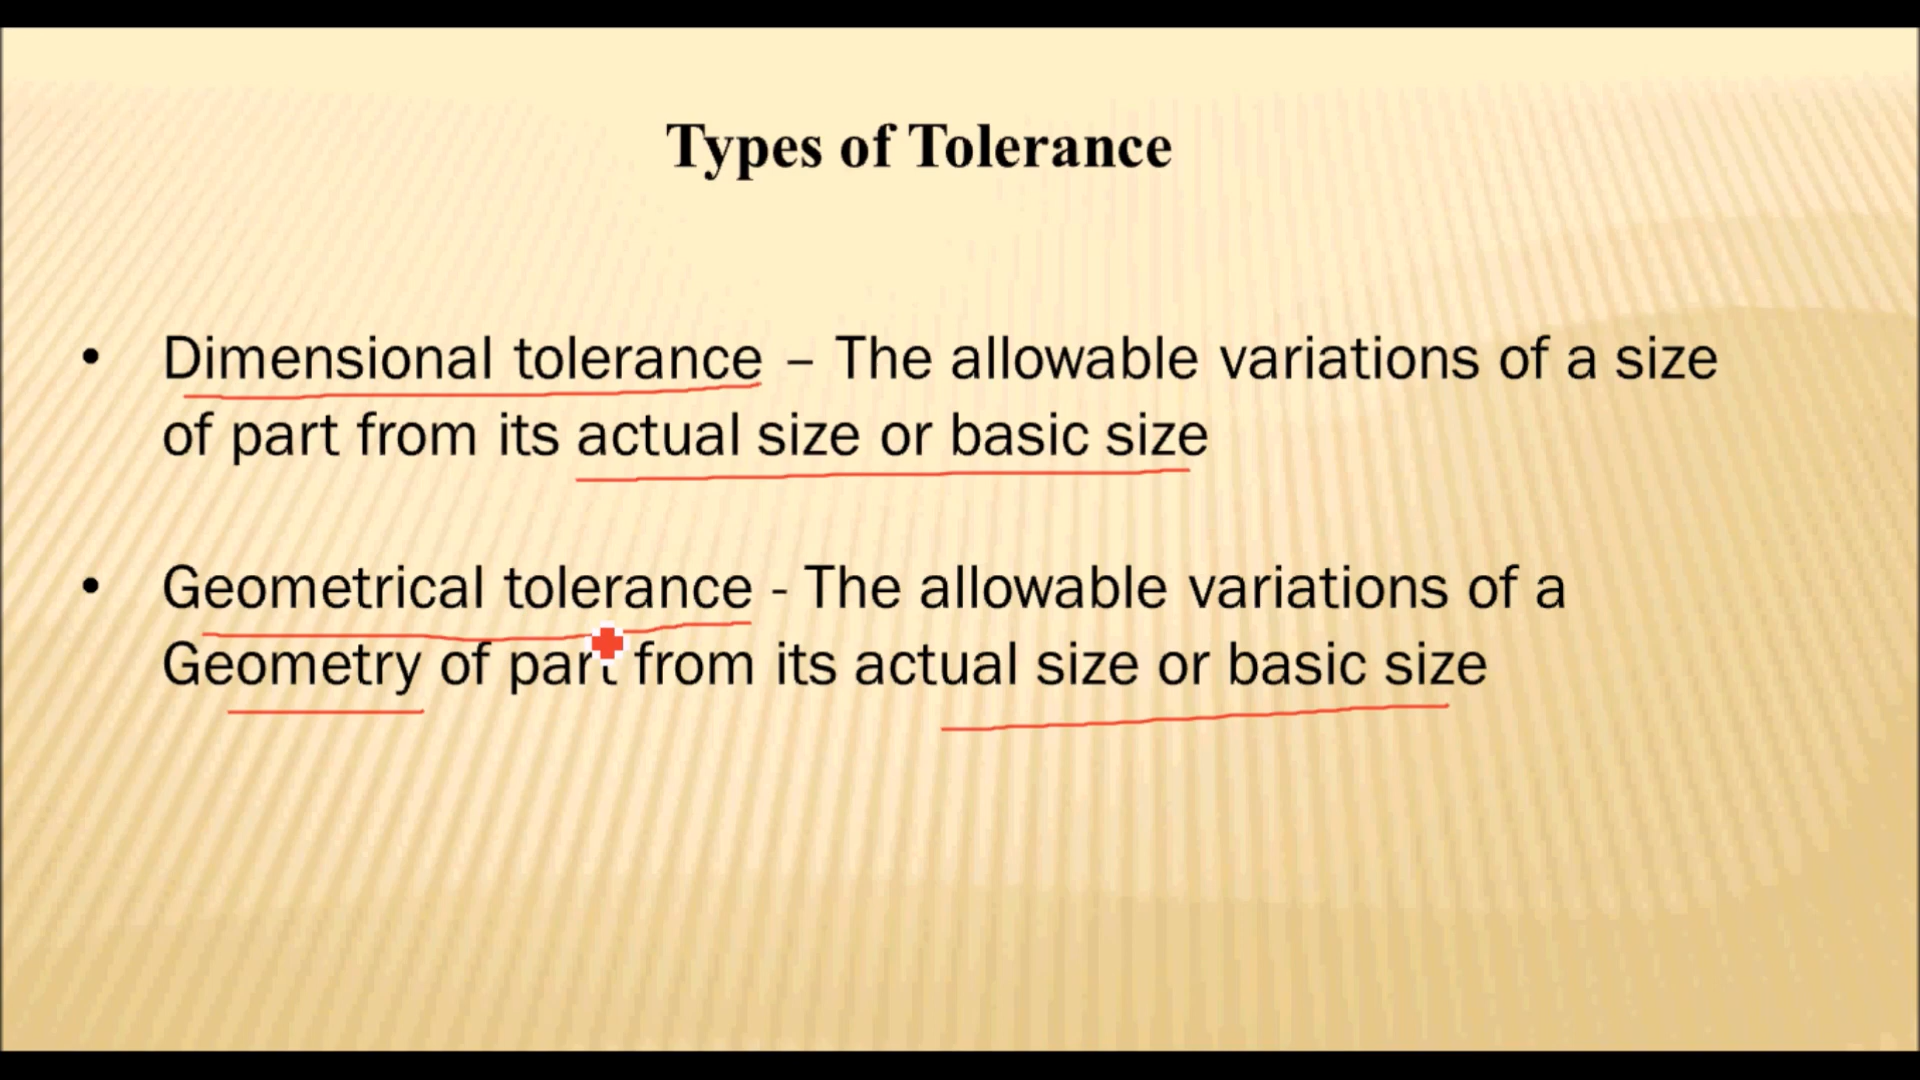 Types of Tolerance
• Dimensional tolerance – The allowable variations of a size
of part from its actual size or basic size
• Geometrical tolerance - The allowable variations of a
Geometry of part from its actual size or basic size